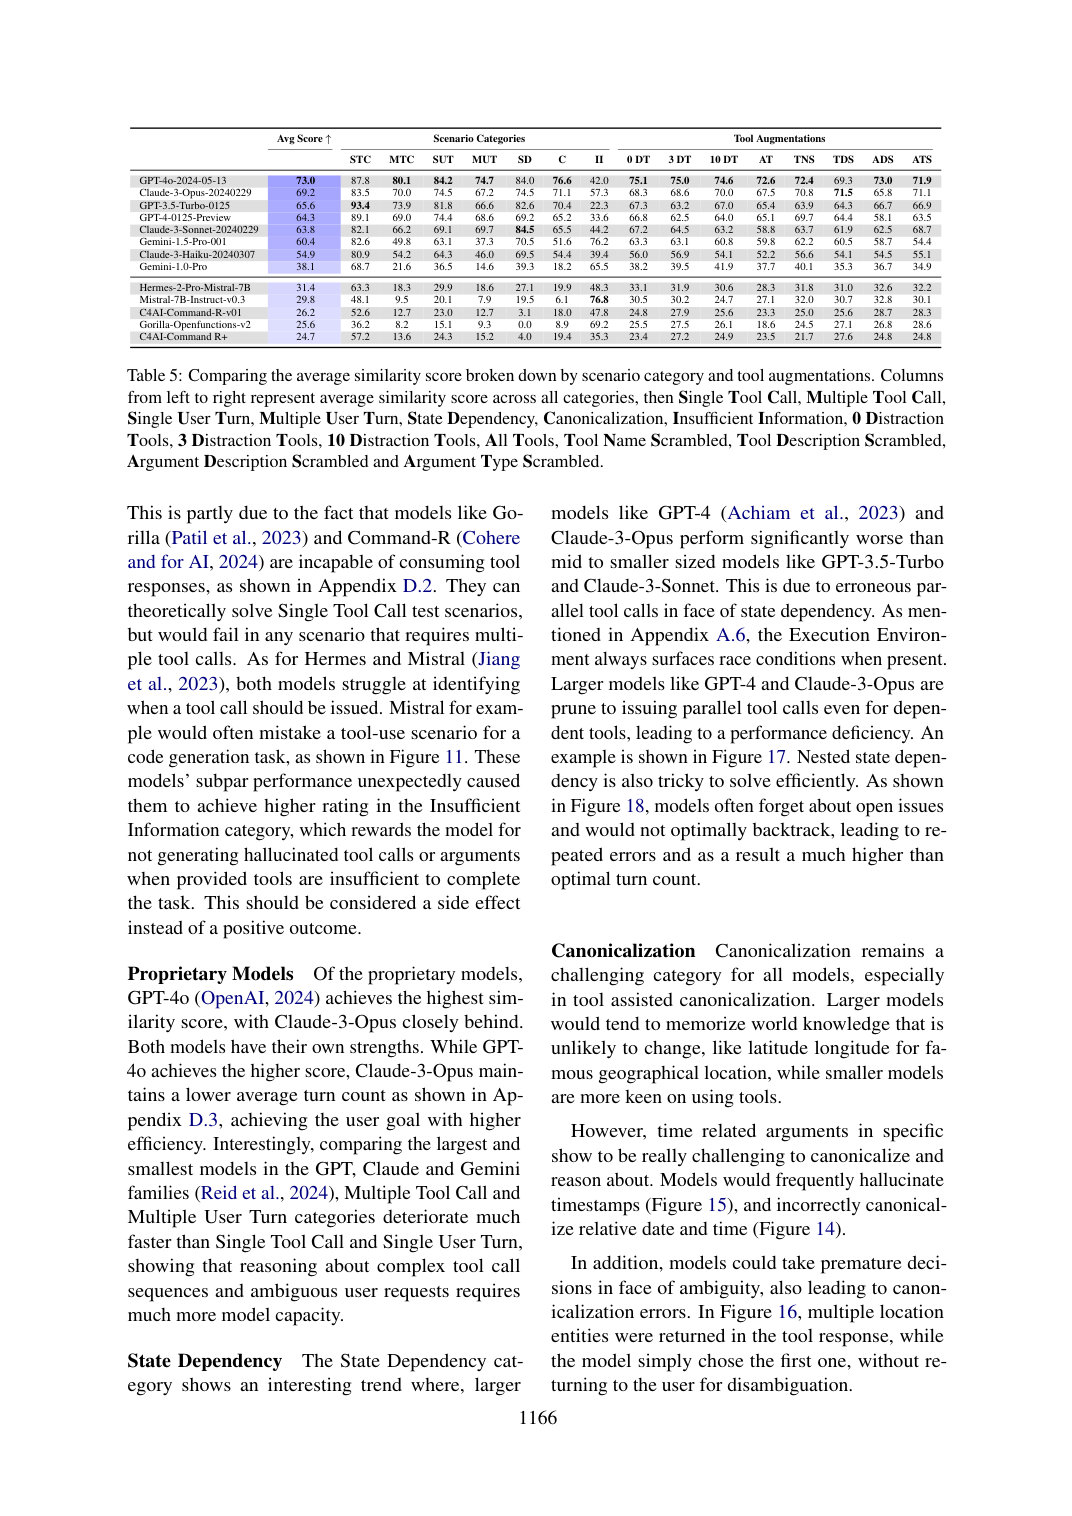 Avg Score ↑ Scenario Categories Tool Augmentations
STC MTC SUT MUT SD C II 0 DT 3 DT 10 DT AT TNS TDS ADS ATS
GPT-4o-2024-05-13 73.0 87.8 80.1 84.2 74.7 84.0 76.6 42.0 75.1 75.0 74.6 72.6 72.4 69.3 73.0 71.9
Claude-3-Opus-20240229 69.2 83.5 70.0 74.5 67.2 74.5 71.1 57.3 68.3 68.6 70.0 67.5 70.8 71.5 65.8 71.1
GPT-3.5-Turbo-0125 65.6 93.4 73.9 81.8 66.6 82.6 70.4 22.3 67.3 63.2 67.0 65.4 63.9 64.3 66.7 66.9
GPT-4-0125-Preview 64.3 89.1 69.0 74.4 68.6 69.2 65.2 33.6 66.8 62.5 64.0 65.1 69.7 64.4 58.1 63.5
Claude-3-Sonnet-20240229 63.8 82.1 66.2 69.1 69.7 84.5 65.5 44.2 67.2 64.5 63.2 58.8 63.7 61.9 62.5 68.7
Gemini-1.5-Pro-001 60.4 82.6 49.8 63.1 37.3 70.5 51.6 76.2 63.3 63.1 60.8 59.8 62.2 60.5 58.7 54.4
Claude-3-Haiku-20240307 54.9 80.9 54.2 64.3 46.0 69.5 54.4 39.4 56.0 56.9 54.1 52.2 56.6 54.1 54.5 55.1
Gemini-1.0-Pro 38.1 68.7 21.6 36.5 14.6 39.3 18.2 65.5 38.2 39.5 41.9 37.7 40.1 35.3 36.7 34.9
Hermes-2-Pro-Mistral-7B 31.4 63.3 18.3 29.9 18.6 27.1 19.9 48.3 33.1 31.9 30.6 28.3 31.8 31.0 32.6 32.2
Mistral-7B-Instruct-v0.3 29.8 48.1 9.5 20.1 7.9 19.5 6.1 76.8 30.5 30.2 24.7 27.1 32.0 30.7 32.8 30.1
C4AI-Command-R-v01 26.2 52.6 12.7 23.0 12.7 3.1 18.0 47.8 24.8 27.9 25.6 23.3 25.0 25.6 28.7 28.3
Gorilla-Openfunctions-v2 25.6 36.2 8.2 15.1 9.3 0.0 8.9 69.2 25.5 27.5 26.1 18.6 24.5 27.1 26.8 28.6
C4AI-Command R+ 24.7 57.2 13.6 24.3 15.2 4.0 19.4 35.3 23.4 27.2 24.9 23.5 21.7 27.6 24.8 24.8
Table 5: Comparing the average similarity score broken down by scenario category and tool augmentations. Columns
from left to right represent average similarity score across all categories, then Single Tool Call, Multiple Tool Call,
Single User Turn, Multiple User Turn, State Dependency, Canonicalization, Insufficient Information, 0 Distraction
Tools, 3 Distraction Tools, 10 Distraction Tools, All Tools, Tool Name Scrambled, Tool Description Scrambled,
Argument Description Scrambled and Argument Type Scrambled.
This is partly due to the fact that models like Go-
rilla (Patil et al., 2023) and Command-R (Cohere
and for AI, 2024) are incapable of consuming tool
responses, as shown in Appendix D.2. They can
theoretically solve Single Tool Call test scenarios,
but would fail in any scenario that requires multi-
ple tool calls. As for Hermes and Mistral (Jiang
et al., 2023), both models struggle at identifying
when a tool call should be issued. Mistral for exam-
ple would often mistake a tool-use scenario for a
code generation task, as shown in Figure 11. These
models' subpar performance unexpectedly caused
them to achieve higher rating in the Insufficient
Information category, which rewards the model for
not generating hallucinated tool calls or arguments
when provided tools are insufficient to complete
the task. This should be considered a side effect
instead of a positive outcome.
Proprietary Models Of the proprietary models,
GPT-4o (OpenAI, 2024) achieves the highest sim-
ilarity score, with Claude-3-Opus closely behind.
Both models have their own strengths. While GPT-
4o achieves the higher score, Claude-3-Opus main-
tains a lower average turn count as shown in Ap-
pendix D.3, achieving the user goal with higher
efficiency. Interestingly, comparing the largest and
smallest models in the GPT, Claude and Gemini
families (Reid et al., 2024), Multiple Tool Call and
Multiple User Turn categories deteriorate much
faster than Single Tool Call and Single User Turn,
showing that reasoning about complex tool call
sequences and ambiguous user requests requires
much more model capacity.
State Dependency The State Dependency cat-
egory shows an interesting trend where, larger
models like GPT-4 (Achiam et al., 2023) and
Claude-3-Opus perform significantly worse than
mid to smaller sized models like GPT-3.5-Turbo
and Claude-3-Sonnet. This is due to erroneous par-
allel tool calls in face of state dependency. As men-
tioned in Appendix A.6, the Execution Environ-
ment always surfaces race conditions when present.
Larger models like GPT-4 and Claude-3-Opus are
prune to issuing parallel tool calls even for depen-
dent tools, leading to a performance deficiency. An
example is shown in Figure 17. Nested state depen-
dency is also tricky to solve efficiently. As shown
in Figure 18, models often forget about open issues
and would not optimally backtrack, leading to re-
peated errors and as a result a much higher than
optimal turn count.
Canonicalization Canonicalization remains a
challenging category for all models, especially
in tool assisted canonicalization. Larger models
would tend to memorize world knowledge that is
unlikely to change, like latitude longitude for fa-
mous geographical location, while smaller models
are more keen on using tools.
However, time related arguments in specific
show to be really challenging to canonicalize and
reason about. Models would frequently hallucinate
timestamps (Figure 15), and incorrectly canonical-
ize relative date and time (Figure 14).
In addition, models could take premature deci-
sions in face of ambiguity, also leading to canon-
icalization errors. In Figure 16, multiple location
entities were returned in the tool response, while
the model simply chose the first one, without re-
turning to the user for disambiguation.
1166